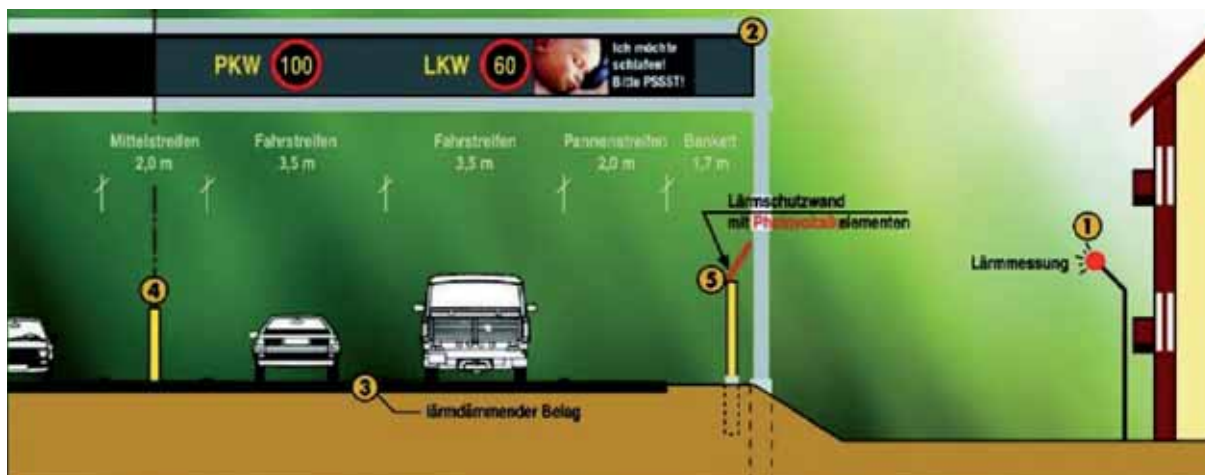 2
PKW 100 LKW 60
Ich möchte
schlafen!
Bitte PSSST!
Mittelstreifen Fahrstreifen Fahrstreifen Pannenstreifen Bankett
2,0 m 3,5 m 3,5 m 2,0 m 1,7 m
Lärmschutzwand
mit Photovoltaikelementen
1
Lärmmessung
4
5
3
lärmdämmender Belag